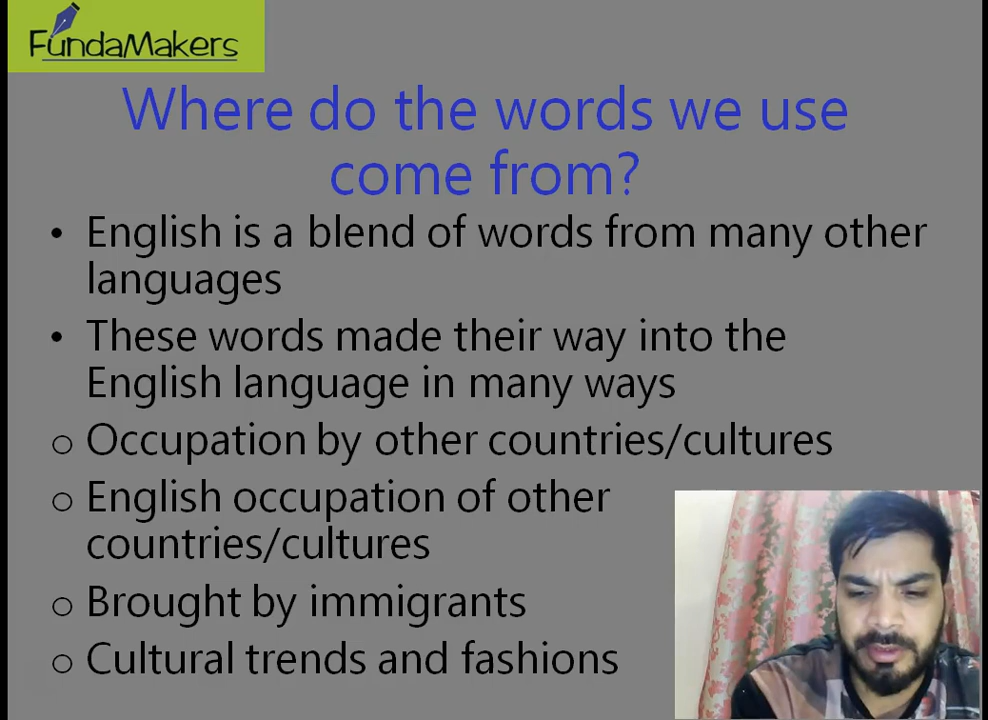 FundaMakers
Where do the words we use
come from?
• English is a blend of words from many other
languages
• These words made their way into the
English language in many ways
o Occupation by other countries/cultures
o English occupation of other
countries/cultures
o Brought by immigrants
o Cultural trends and fashions